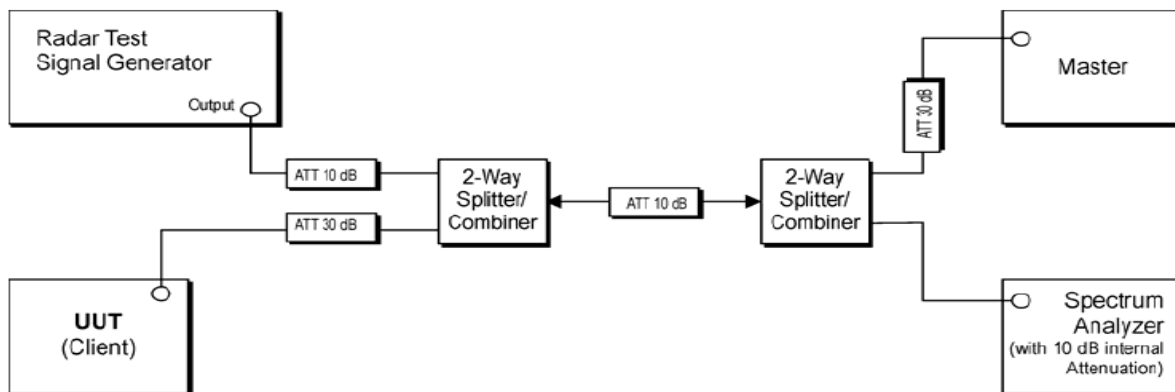 Radar Test
Signal Generator
Output
ATT 10 dB
ATT 30 dB
UUT
(Client)
2-Way
Splitter/
Combiner
ATT 10 dB
2-Way
Splitter/
Combiner
ATT 30 dB
Master
Spectrum
Analyzer
(with 10 dB internal
Attenuation)